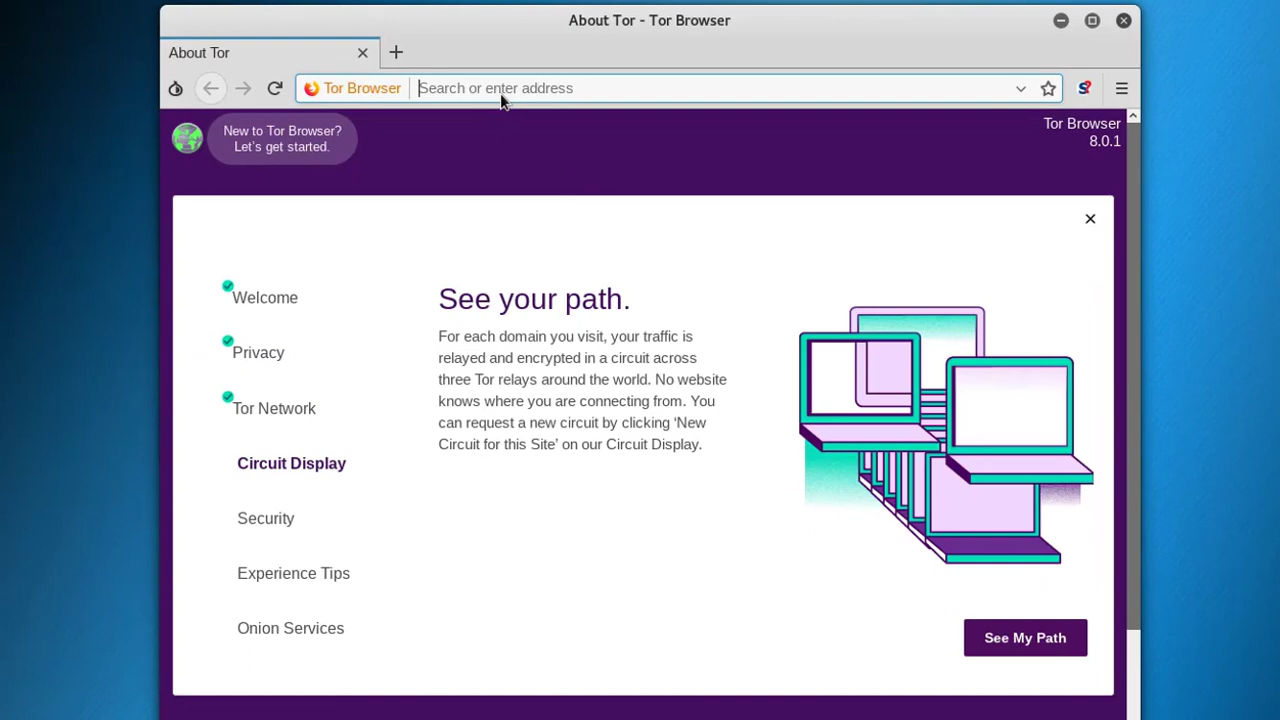 About Tor - Tor Browser
About Tor
Tor Browser
Search or enter address
New to Tor Browser?
Let's get started.
Tor Browser
8.0.1
Welcome
Privacy
Tor Network
Circuit Display
Security
Experience Tips
Onion Services
See your path.
For each domain you visit, your traffic is
relayed and encrypted in a circuit across
three Tor relays around the world. No website
knows where you are connecting from. You
can request a new circuit by clicking ‘New
Circuit for this Site’ on our Circuit Display.
See My Path